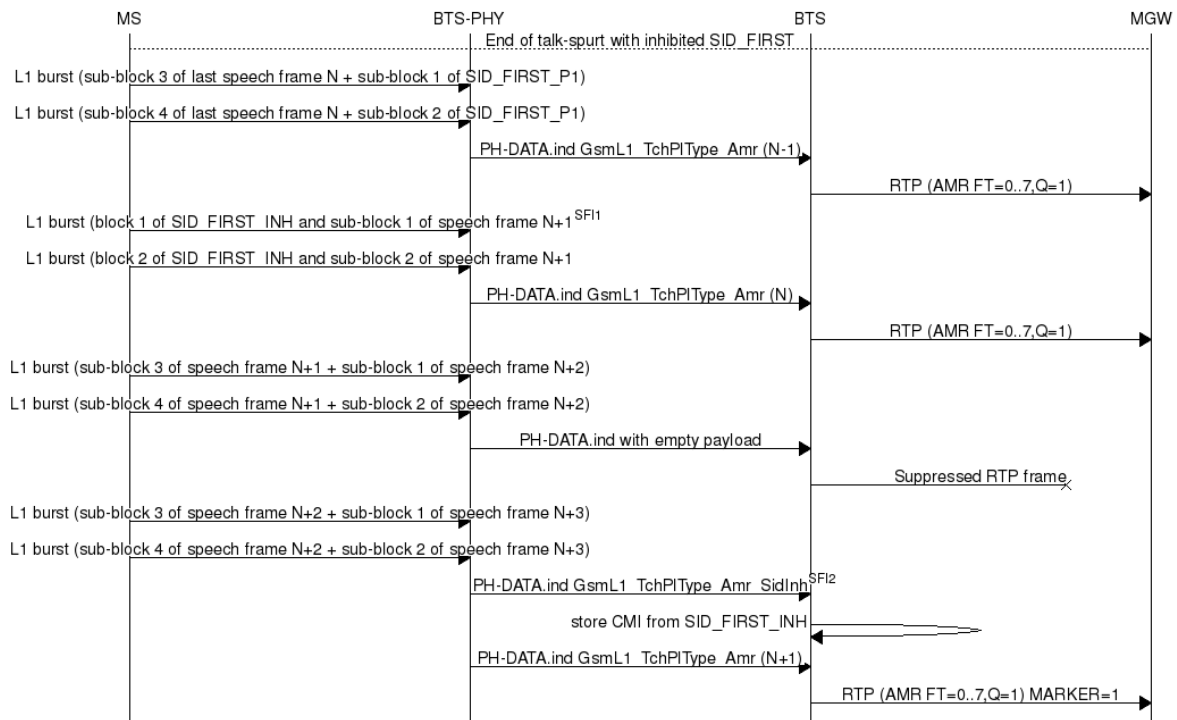 MS BTS-PHY BTS MGW
End of talk-spurt with inhibited SID_FIRST
L1 burst (sub-block 3 of last speech frame N + sub-block 1 of SID_FIRST_P1)
L1 burst (sub-block 4 of last speech frame N + sub-block 2 of SID_FIRST_P1)
PH-DATA.ind GsmL1_TchPlType_Amr (N-1)
RTP (AMR FT=0..7,Q=1)
L1 burst (block 1 of SID_FIRST_INH and sub-block 1 of speech frame N+1 SFI1
L1 burst (block 2 of SID_FIRST_INH and sub-block 2 of speech frame N+1
PH-DATA.ind GsmL1_TchPlType_Amr (N)
RTP (AMR FT=0..7,Q=1)
L1 burst (sub-block 3 of speech frame N+1 + sub-block 1 of speech frame N+2)
L1 burst (sub-block 4 of speech frame N+1 + sub-block 2 of speech frame N+2)
PH-DATA.ind with empty payload
Suppressed RTP frame
L1 burst (sub-block 3 of speech frame N+2 + sub-block 1 of speech frame N+3)
L1 burst (sub-block 4 of speech frame N+2 + sub-block 2 of speech frame N+3)
PH-DATA.ind GsmL1_TchPlType_Amr_SidInh SFI2
store CMI from SID_FIRST_INH
PH-DATA.ind GsmL1_TchPlType_Amr (N+1)
RTP (AMR FT=0..7,Q=1) MARKER=1